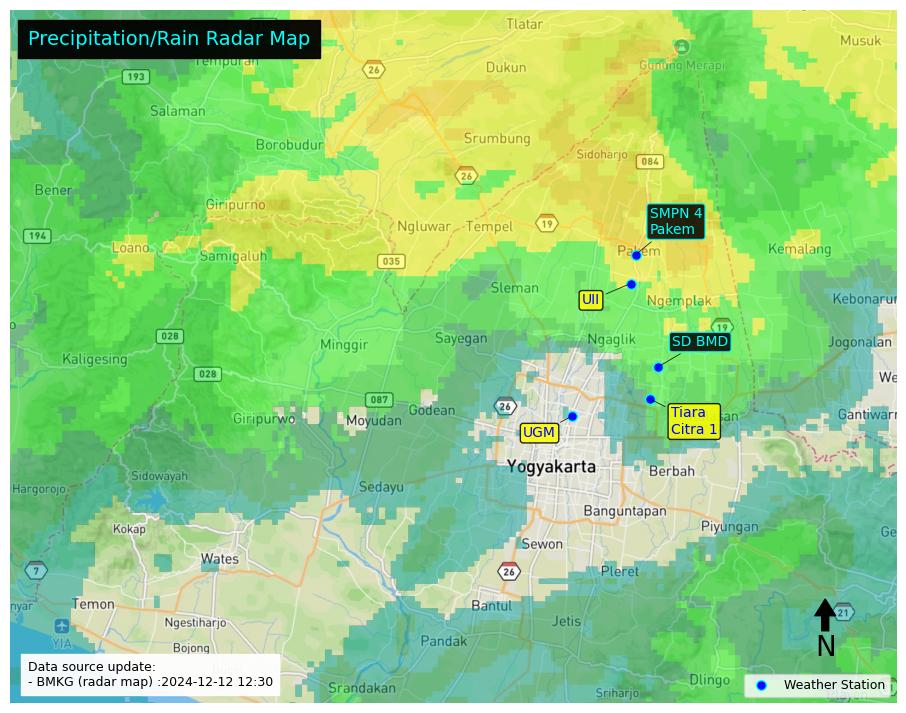 Precipitation/Rain Radar Map
Tlatar
Musuk
Tempuran
Gunung Merapi
26
Dukun
193
Salaman
Srumbung
Borobudur
Sidoharjo
084
26
Bener
Giripurno
SMPN 4
Pakem
Ngluwar
Tempel
19
194
Loano
Samigaluh
Pakem
Kemalang
035
Sleman
UII
Ngemplak
Kebonarun
19
028
Minggir
Sayegan
Ngaglik
SD BMD
Jogonalan
Kaligesing
028
087
Godean
26
Giripurwo
Moyudan
UGM
Tiara
Citra 1
Gantiwarn
Yogyakarta
Berbah
Sidowayah
Hargorojo
Sedayu
Banguntapan
Kokap
Piyungan
Wates
Sewon
7
26
Pleret
Temon
Bantul
21
Ngestiharjo
Jetis
YIA
Bojong
Pandak
N
Data source update:
- BMKG (radar map) :2024-12-12 12:30
Srandakan
Sriharjo
Dlingo
Weather Station